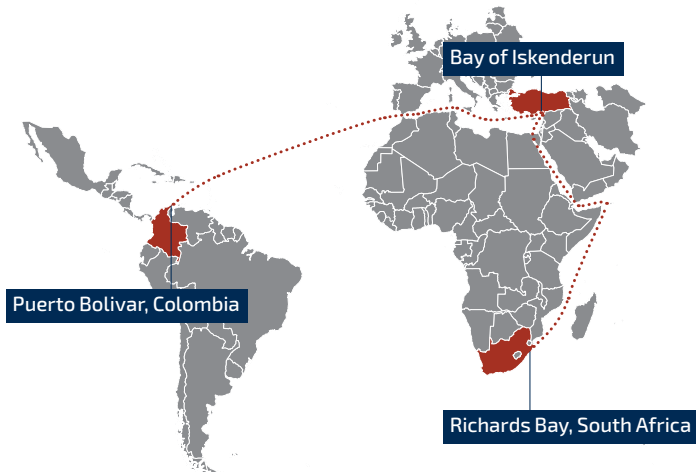 Bay of Iskenderun
Puerto Bolivar, Colombia
Richards Bay, South Africa